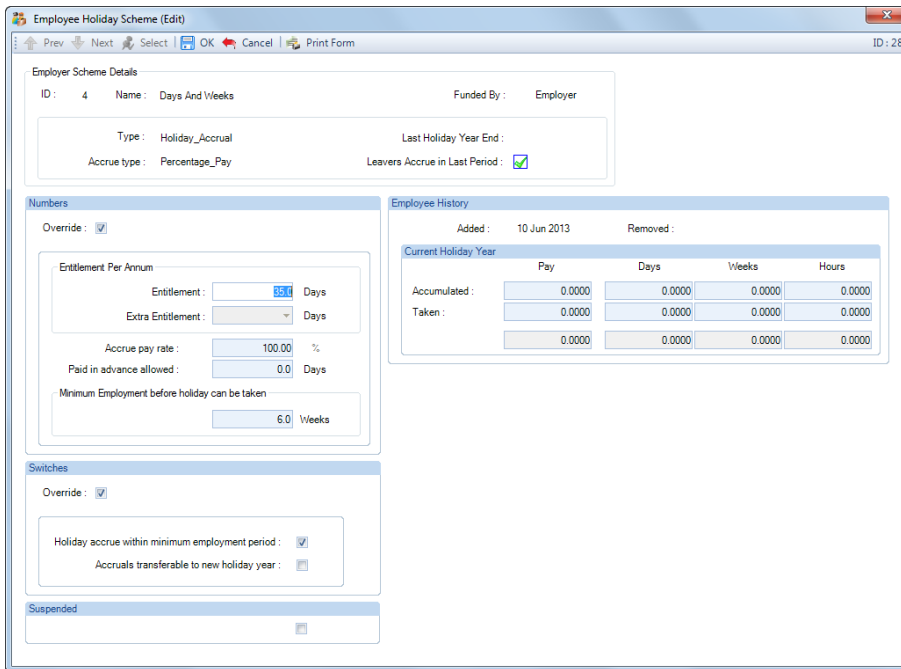 Employee Holiday Scheme (Edit)
Prev Next Select OK Cancel Print Form ID : 28
Employer Scheme Details
ID : 4 Name : Days And Weeks Funded By : Employer
Type : Holiday_Accrual Last Holiday Year End :
Accrue type : Percentage_Pay Leavers Accrue in Last Period :
Numbers
Override :
Entitlement Per Annum
Entitlement : 35.0 Days
Extra Entitlement : Days
Accrue pay rate : 100.00 %
Paid in advance allowed : 0.0 Days
Minimum Employment before holiday can be taken
6.0 Weeks
Employee History
Added : 10 Jun 2013 Removed :
Current Holiday Year
Pay Days Weeks Hours
Accumulated : 0.0000 0.0000 0.0000 0.0000
Taken : 0.0000 0.0000 0.0000 0.0000
0.0000 0.0000 0.0000 0.0000
Switches
Override :
Holiday accrue within minimum employment period :
Accruals transferable to new holiday year :
Suspended